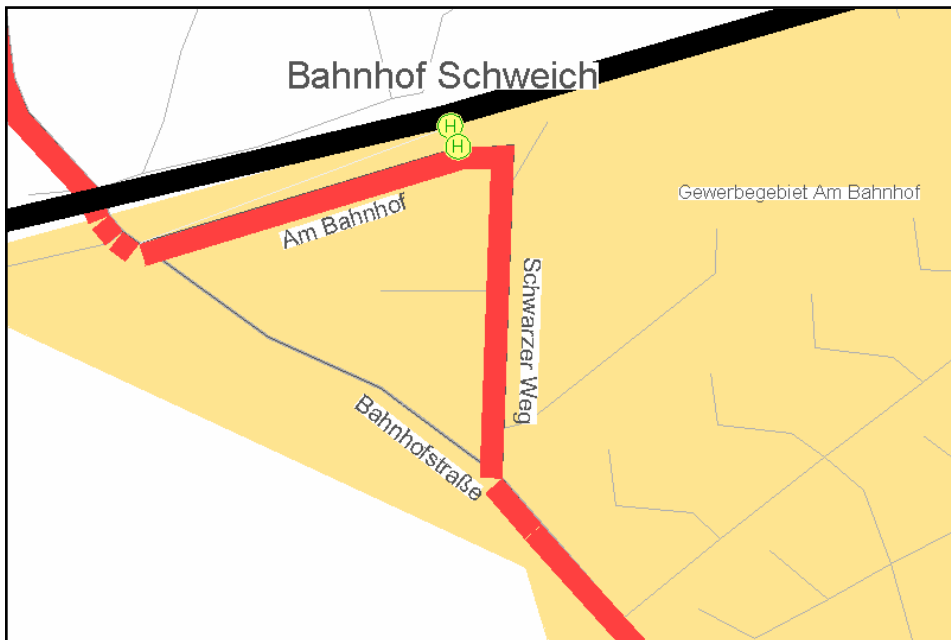 Bahnhof Schweich
H
H
Gewerbegebiet Am Bahnhof
Am Bahnhof
Schwarzer Weg
Bahnhofstraße